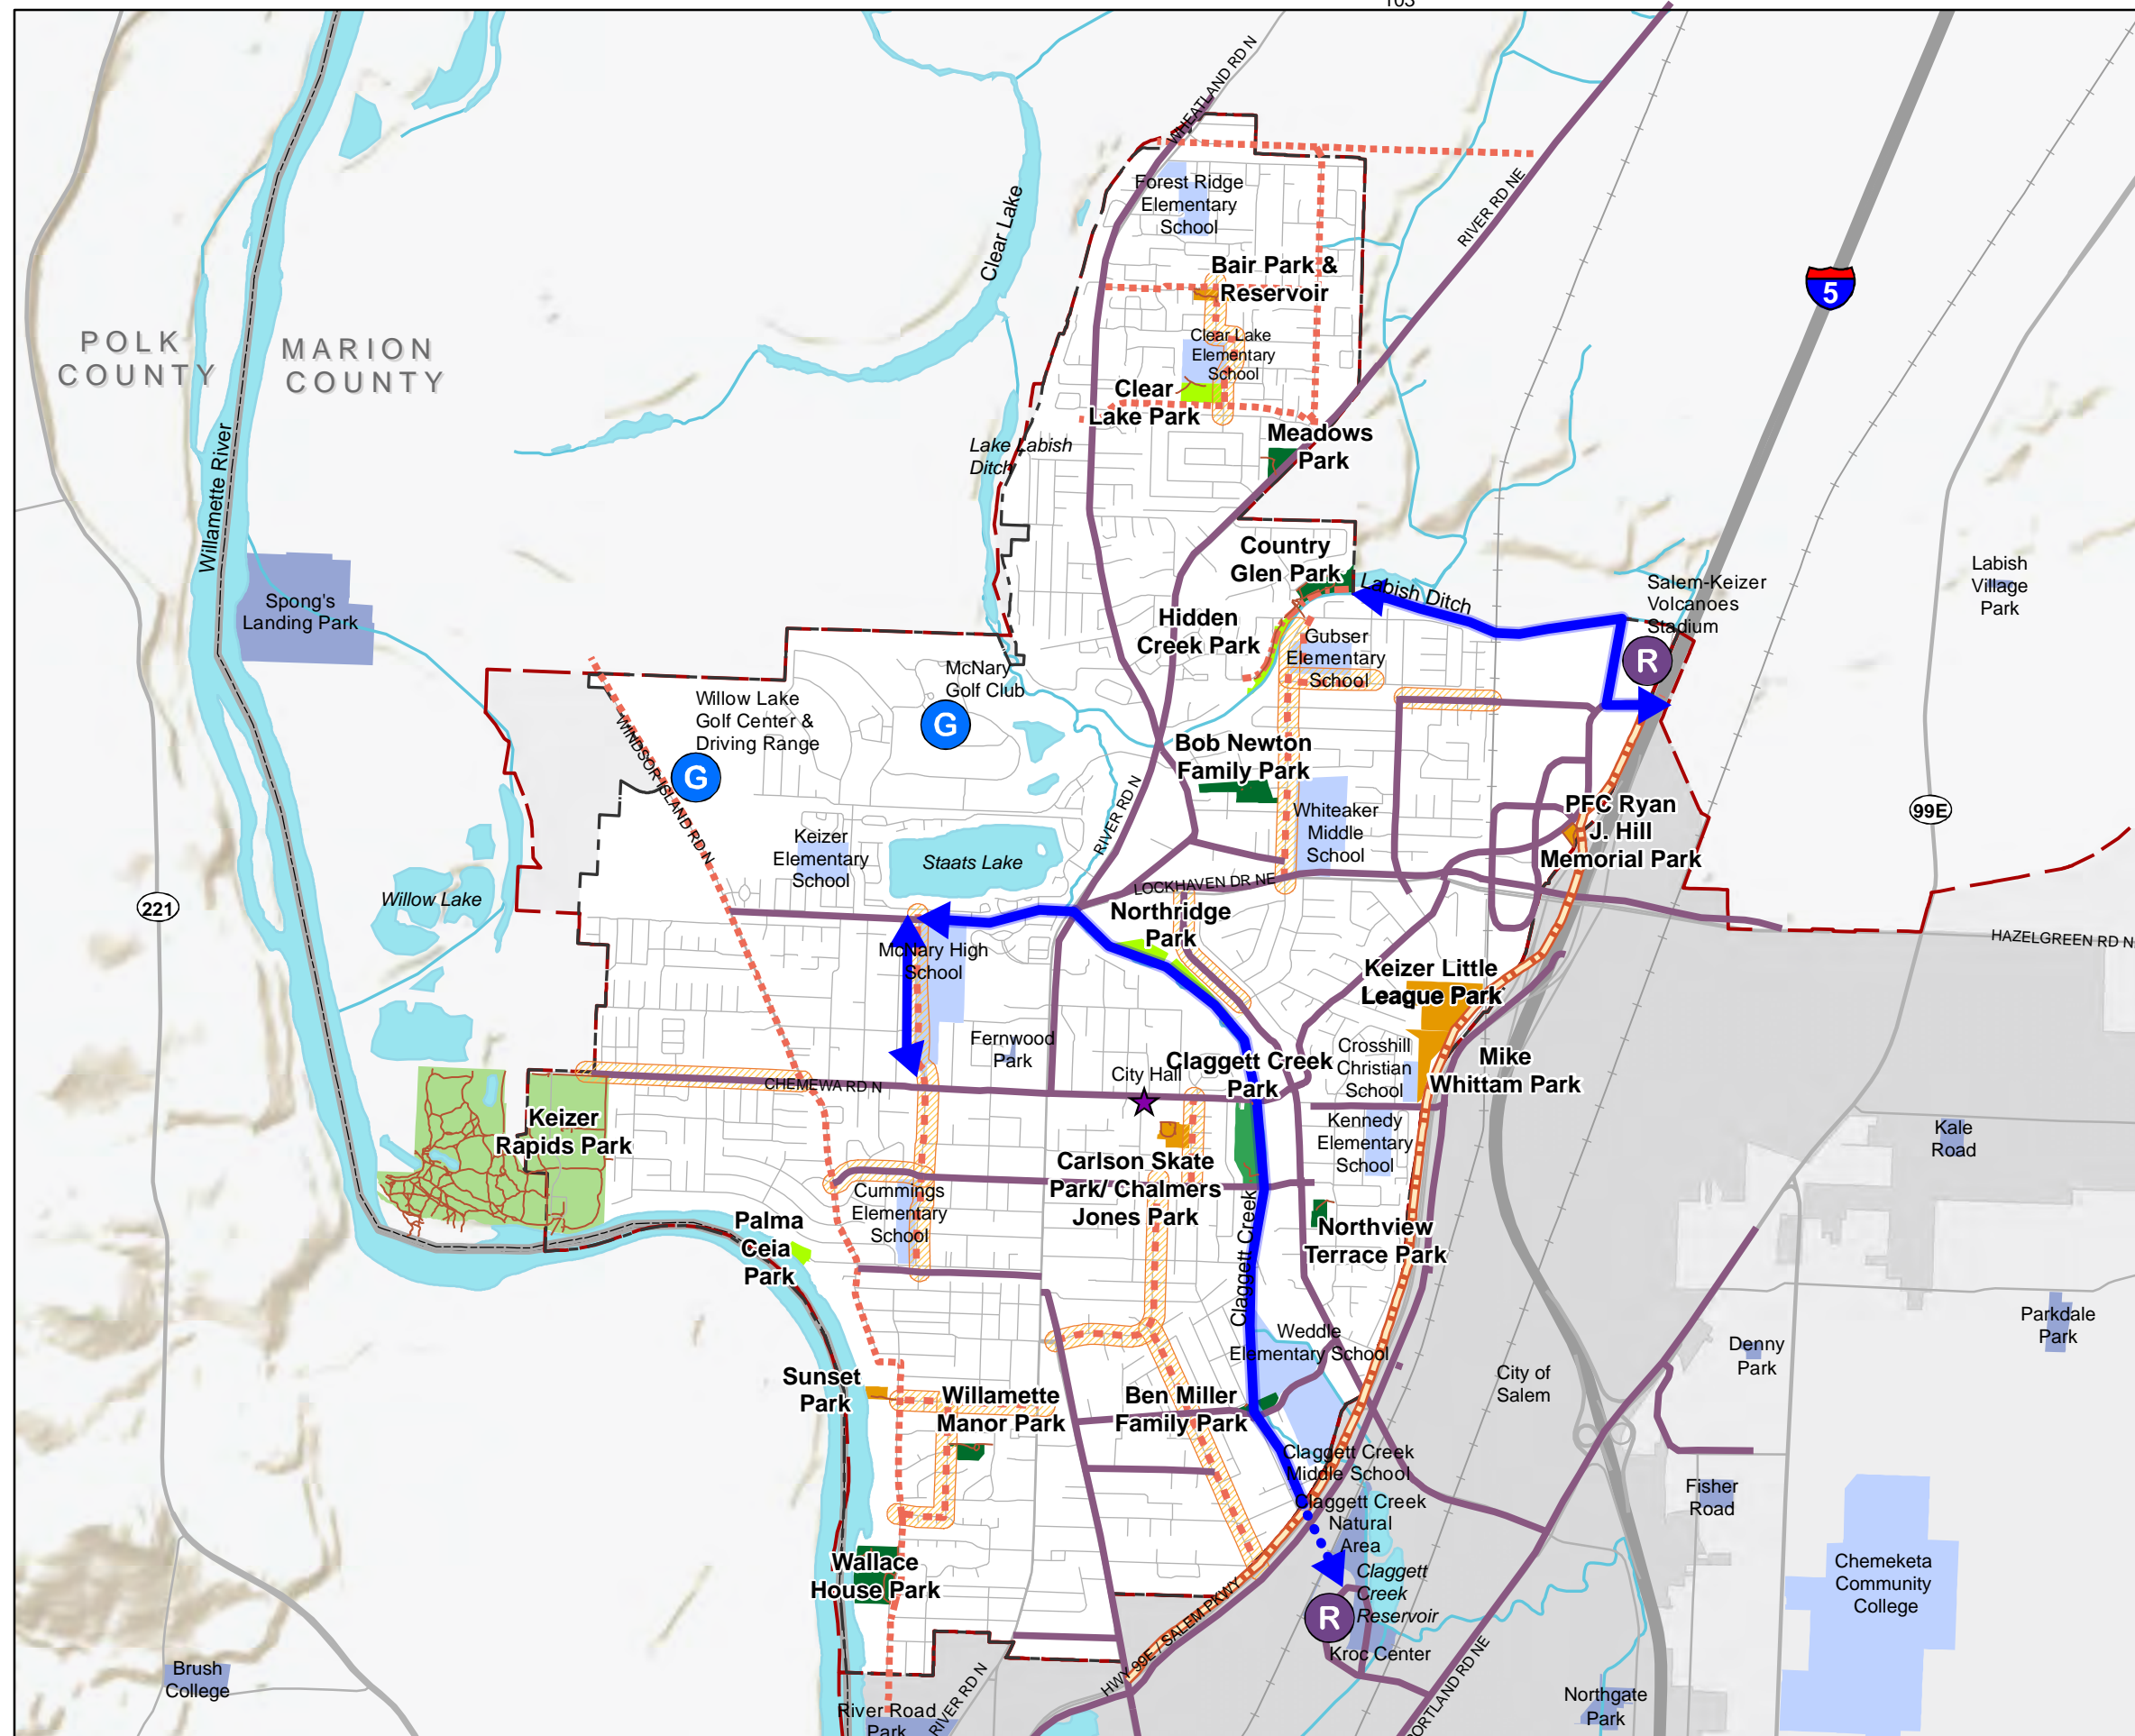 103
WHEATLAND RD N
Forest Ridge
Elementary
School
RIVER RD NE
Clear Lake
Bair Park &
Reservoir
5
POLK
COUNTY
MARION
COUNTY
Clear Lake
Elementary
School
Clear
Lake Park
Meadows
Park
Lake Labish
Ditch
Willamette River
Country
Glen Park
Labish Ditch
Salem-Keizer
Volcanoes
Stadium
R
Labish
Village
Park
Spong's
Landing Park
Hidden
Creek Park
Gubser
Elementary
School
McNary
Golf Club
G
Willow Lake
Golf Center &
Driving Range
G
WINDSOR ISLAND RD N
Bob Newton
Family Park
RIVER RD N
Whiteaker
Middle
School
PFC Ryan
J. Hill
Memorial Park
99E
Keizer
Elementary
School
Staats Lake
LOCKHAVEN DR NE
Willow Lake
221
Northridge
Park
McNary High
School
HAZELGREEN RD N
Keizer Little
League Park
Fernwood
Park
City Hall
Claggett Creek
Park
Crosshill
Christian
School
Mike
Whittam Park
CHEMEWA RD N
Keizer
Rapids Park
Kennedy
Elementary
School
Kale
Road
Carlson Skate
Park/ Chalmers
Jones Park
Cummings
Elementary
School
Palma
Ceia
Park
Claggett Creek
Northview
Terrace Park
Weddle
Elementary School
Parkdale
Park
Denny
Park
City of
Salem
Sunset
Park
Willamette
Manor Park
Ben Miller
Family Park
Claggett Creek
Middle School
Claggett Creek
Natural
Area
Fisher
Road
Wallace
House Park
Claggett
Creek
Reservoir
R
Kroc Center
Chemeketa
Community
College
HWY 99E / SALEM PKWY
Brush
College
River Road
Park
RIVER RD N
PORTLAND RD NE
Northgate
Park